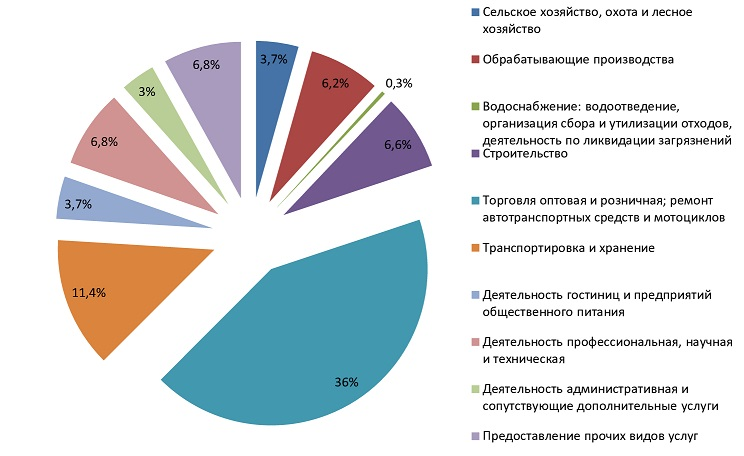 3,7%
6,2%
0,3%
6,6%
36%
11,4%
3,7%
6,8%
3%
6,8%
Сельское хозяйство, охота и лесное
хозяйство
Обрабатывающие производства
Водоснабжение: водоотведение,
организация сбора и утилизации отходов,
деятельность по ликвидации загрязнений
Строительство
Торговля оптовая и розничная; ремонт
автотранспортных средств и мотоциклов
Транспортировка и хранение
Деятельность гостиниц и предприятий
общественного питания
Деятельность профессиональная, научная
и техническая
Деятельность административная и
сопутствующие дополнительные услуги
Предоставление прочих видов услуг